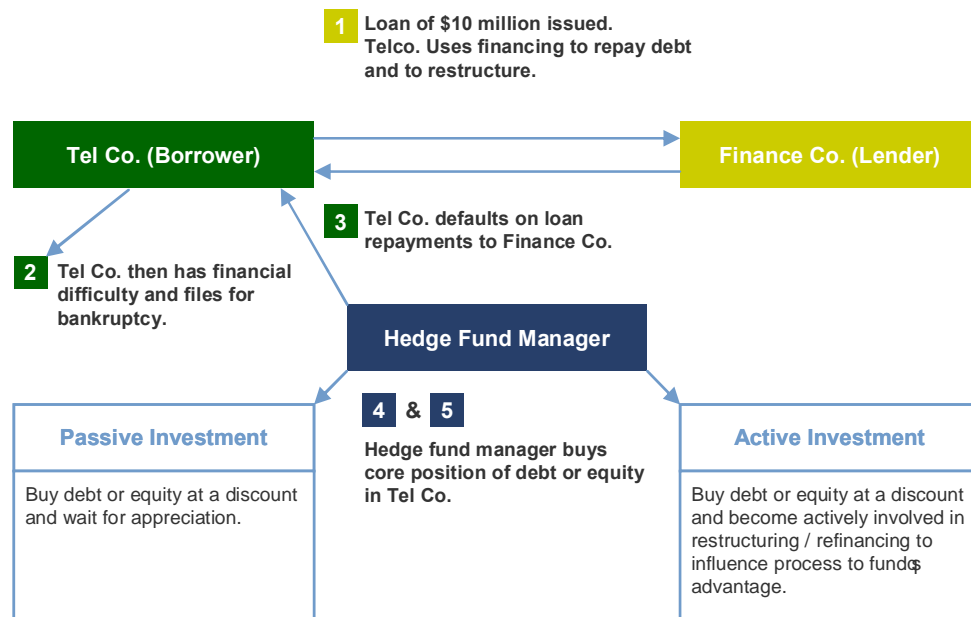 1
Loan of $10 million issued.
Telco. Uses financing to repay debt
and to restructure.
Tel Co. (Borrower)
Finance Co. (Lender)
3
Tel Co. defaults on loan
repayments to Finance Co.
2
Tel Co. then has financial
difficulty and files for
bankruptcy.
Hedge Fund Manager
4 & 5
Hedge fund manager buys
core position of debt or equity
in Tel Co.
Passive Investment
Buy debt or equity at a discount
and wait for appreciation.
Active Investment
Buy debt or equity at a discount
and become actively involved in
restructuring / refinancing to
influence process to
advantage.